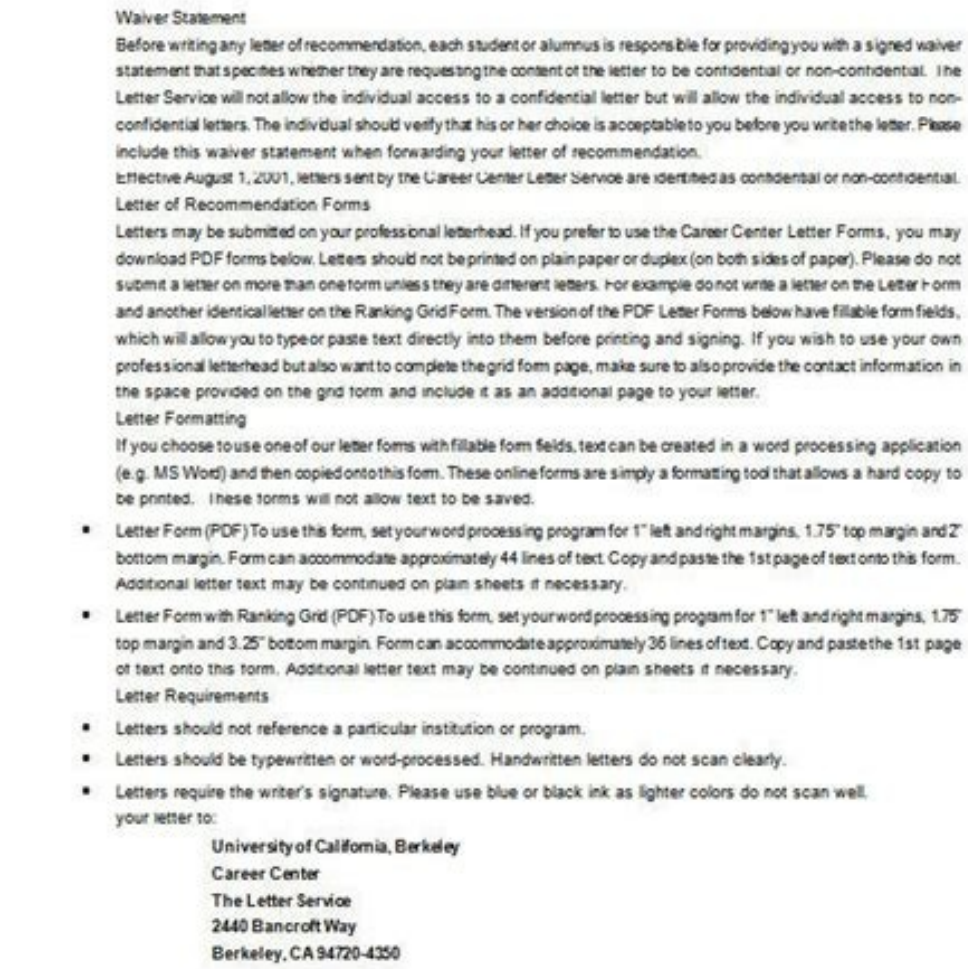 Waiver Statement
Before writing any letter of recommendation, each student or alumnus is responsible for providing you with a signed waiver
statement that specifies whether they are requesting the content of the letter to be confidential or non-confidential. The
Letter Service will not allow the individual access to a confidential letter but will allow the individual access to non-
confidential letters. The individual should verify that his or her choice is acceptable to you before you write the letter. Please
include this waiver statement when forwarding your letter of recommendation.
Effective August 1, 2001, letters sent by the Career Center Letter Service are identified as confidential or non-confidential.
Letter of Recommendation Forms
Letters may be submitted on your professional letterhead. If you prefer to use the Career Center Letter Forms, you may
download PDF forms below. Letters should not be printed on plain paper or duplex (on both sides of paper). Please do not
submit a letter on more than one form unless they are different letters. For example do not write a letter on the Letter Form
and another identical letter on the Ranking Grid Form. The version of the PDF Letter Forms below have fillable form fields,
which will allow you to type or paste text directly into them before printing and signing. If you wish to use your own
professional letterhead but also want to complete the grid form page, make sure to also provide the contact information in
the space provided on the grid form and include it as an additional page to your letter.
Letter Formatting
If you choose to use one of our letter forms with fillable form fields, text can be created in a word processing application
(e.g. MS Word) and then copied onto this form. These online forms are simply a formatting tool that allows a hard copy to
be printed. These forms will not allow text to be saved.
▪ Letter Form (PDF) To use this form, set your word processing program for 1" left and right margins, 1.75" top margin and 2"
bottom margin. Form can accommodate approximately 44 lines of text. Copy and paste the 1st page of text onto this form.
Additional letter text may be continued on plain sheets if necessary.
▪ Letter Form with Ranking Grid (PDF) To use this form, set your word processing program for 1" left and right margins, 1.75"
top margin and 3.25" bottom margin. Form can accommodate approximately 36 lines of text. Copy and paste the 1st page
of text onto this form. Additional letter text may be continued on plain sheets if necessary.
Letter Requirements
▪ Letters should not reference a particular institution or program.
▪ Letters should be typewritten or word-processed. Handwritten letters do not scan clearly.
▪ Letters require the writer's signature. Please use blue or black ink as lighter colors do not scan well.
your letter to:
University of California, Berkeley
Career Center
The Letter Service
2440 Bancroft Way
Berkeley, CA 94720-4350